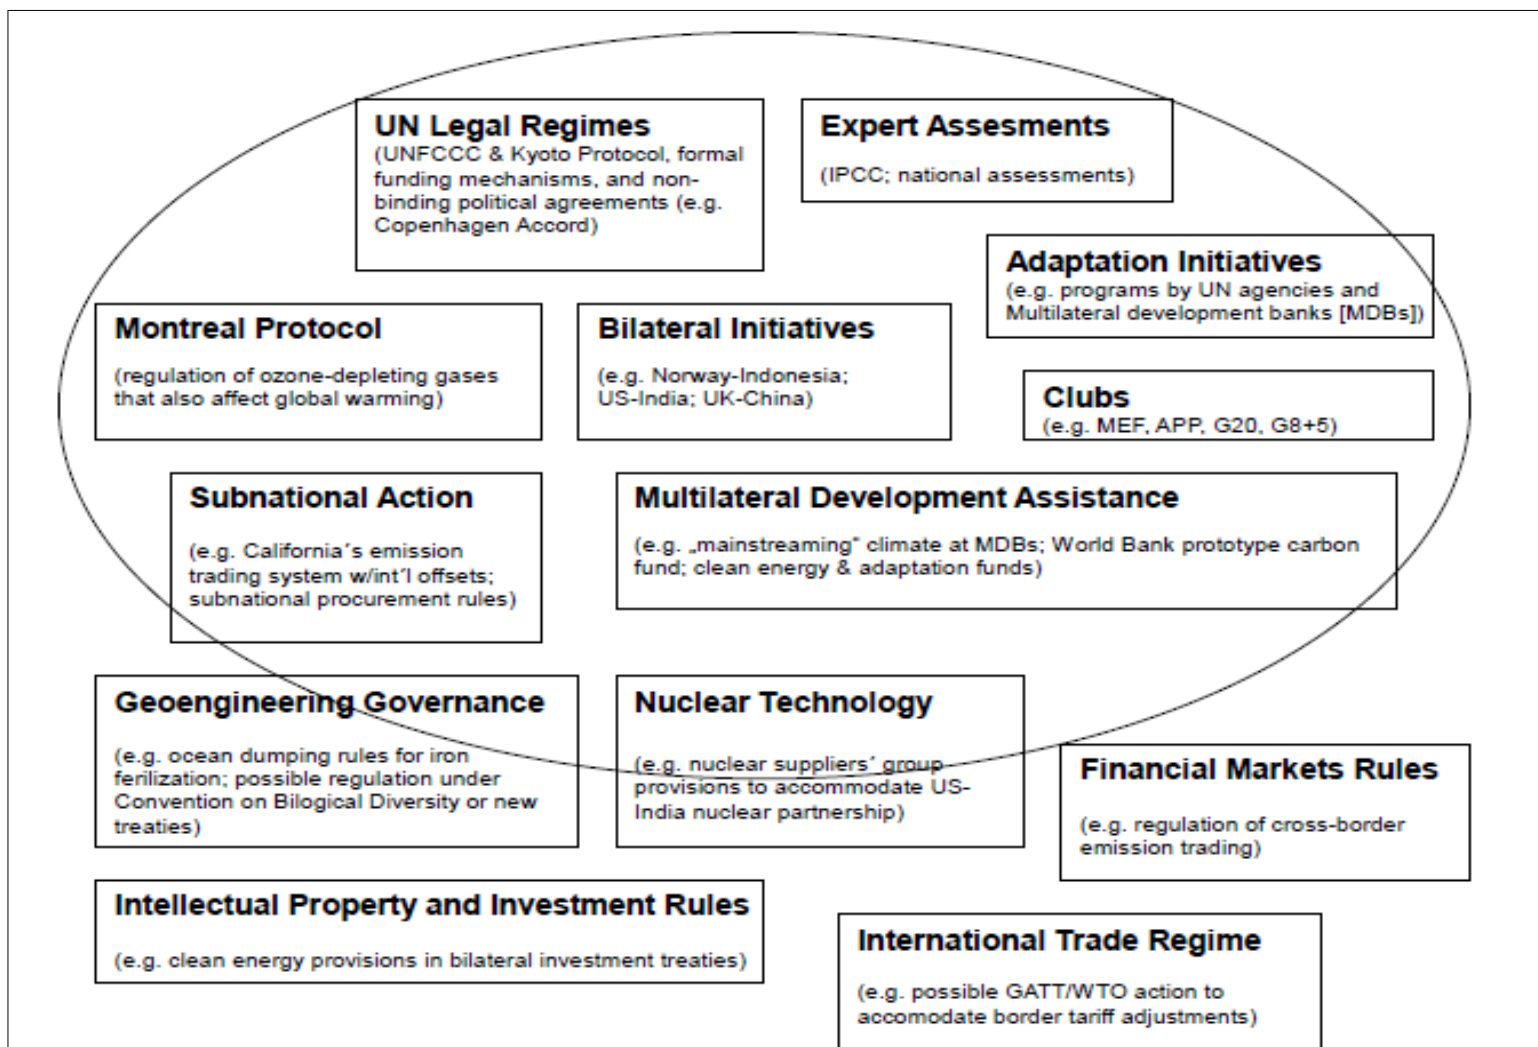 UN Legal Regimes
(UNFCCC & Kyoto Protocol, formal
funding mechanisms, and non-
binding political agreements (e.g.
Copenhagen Accord)
Expert Assesments
(IPCC; national assessments)
Adaptation Initiatives
(e.g. programs by UN agencies and
Multilateral development banks [MDBs])
Montreal Protocol
(regulation of ozone-depleting gases
that also affect global warming)
Bilateral Initiatives
(e.g. Norway-Indonesia;
US-India; UK-China)
Clubs
(e.g. MEF, APP, G20, G8+5)
Subnational Action
(e.g. California´s emission
trading system w/int´l offsets;
subnational procurement rules)
Multilateral Development Assistance
(e.g. „mainstreaming“ climate at MDBs; World Bank prototype carbon
fund; clean energy & adaptation funds)
Geoengineering Governance
(e.g. ocean dumping rules for iron
ferilization; possible regulation under
Convention on Bilogical Diversity or new
treaties)
Nuclear Technology
(e.g. nuclear suppliers´ group
provisions to accommodate US-
India nuclear partnership)
Financial Markets Rules
(e.g. regulation of cross-border
emission trading)
Intellectual Property and Investment Rules
(e.g. clean energy provisions in bilateral investment treaties)
International Trade Regime
(e.g. possible GATT/WTO action to
accomodate border tariff adjustments)